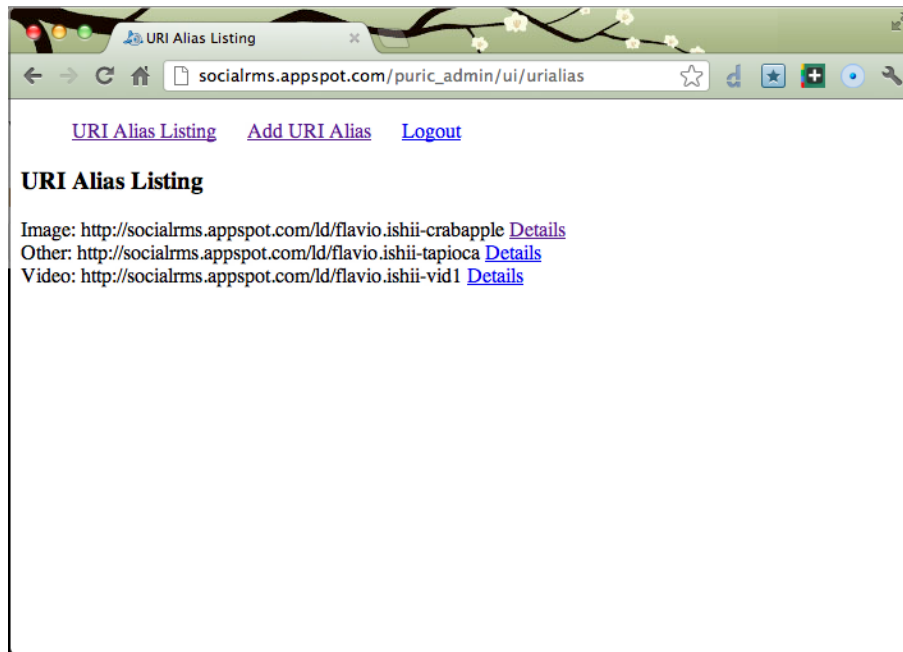 URI Alias Listing
socialrms.appspot.com/puric_admin/ui/urialias
URI Alias Listing Add URI Alias Logout
URI Alias Listing
Image: http://socialrms.appspot.com/ld/flavio.ishii-crabapple Details
Other: http://socialrms.appspot.com/ld/flavio.ishii-tapioca Details
Video: http://socialrms.appspot.com/ld/flavio.ishii-vid1 Details